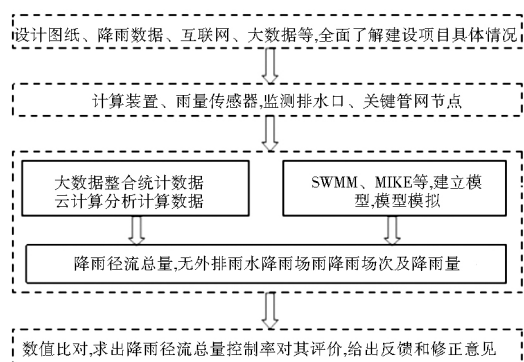 设计图纸、降雨数据、互联网、大数据等,全面了解建设项目具体情况
计算装置、雨量传感器,监测排水口、关键管网节点
大数据整合统计数据
云计算分析计算数据
SWMM、MIKE等,建立模
型,模型模拟
降雨径流总量,无外排雨水降雨场雨降雨场次及降雨量
数值比对,求出降雨径流总量控制率对其评价,给出反馈和修正意见